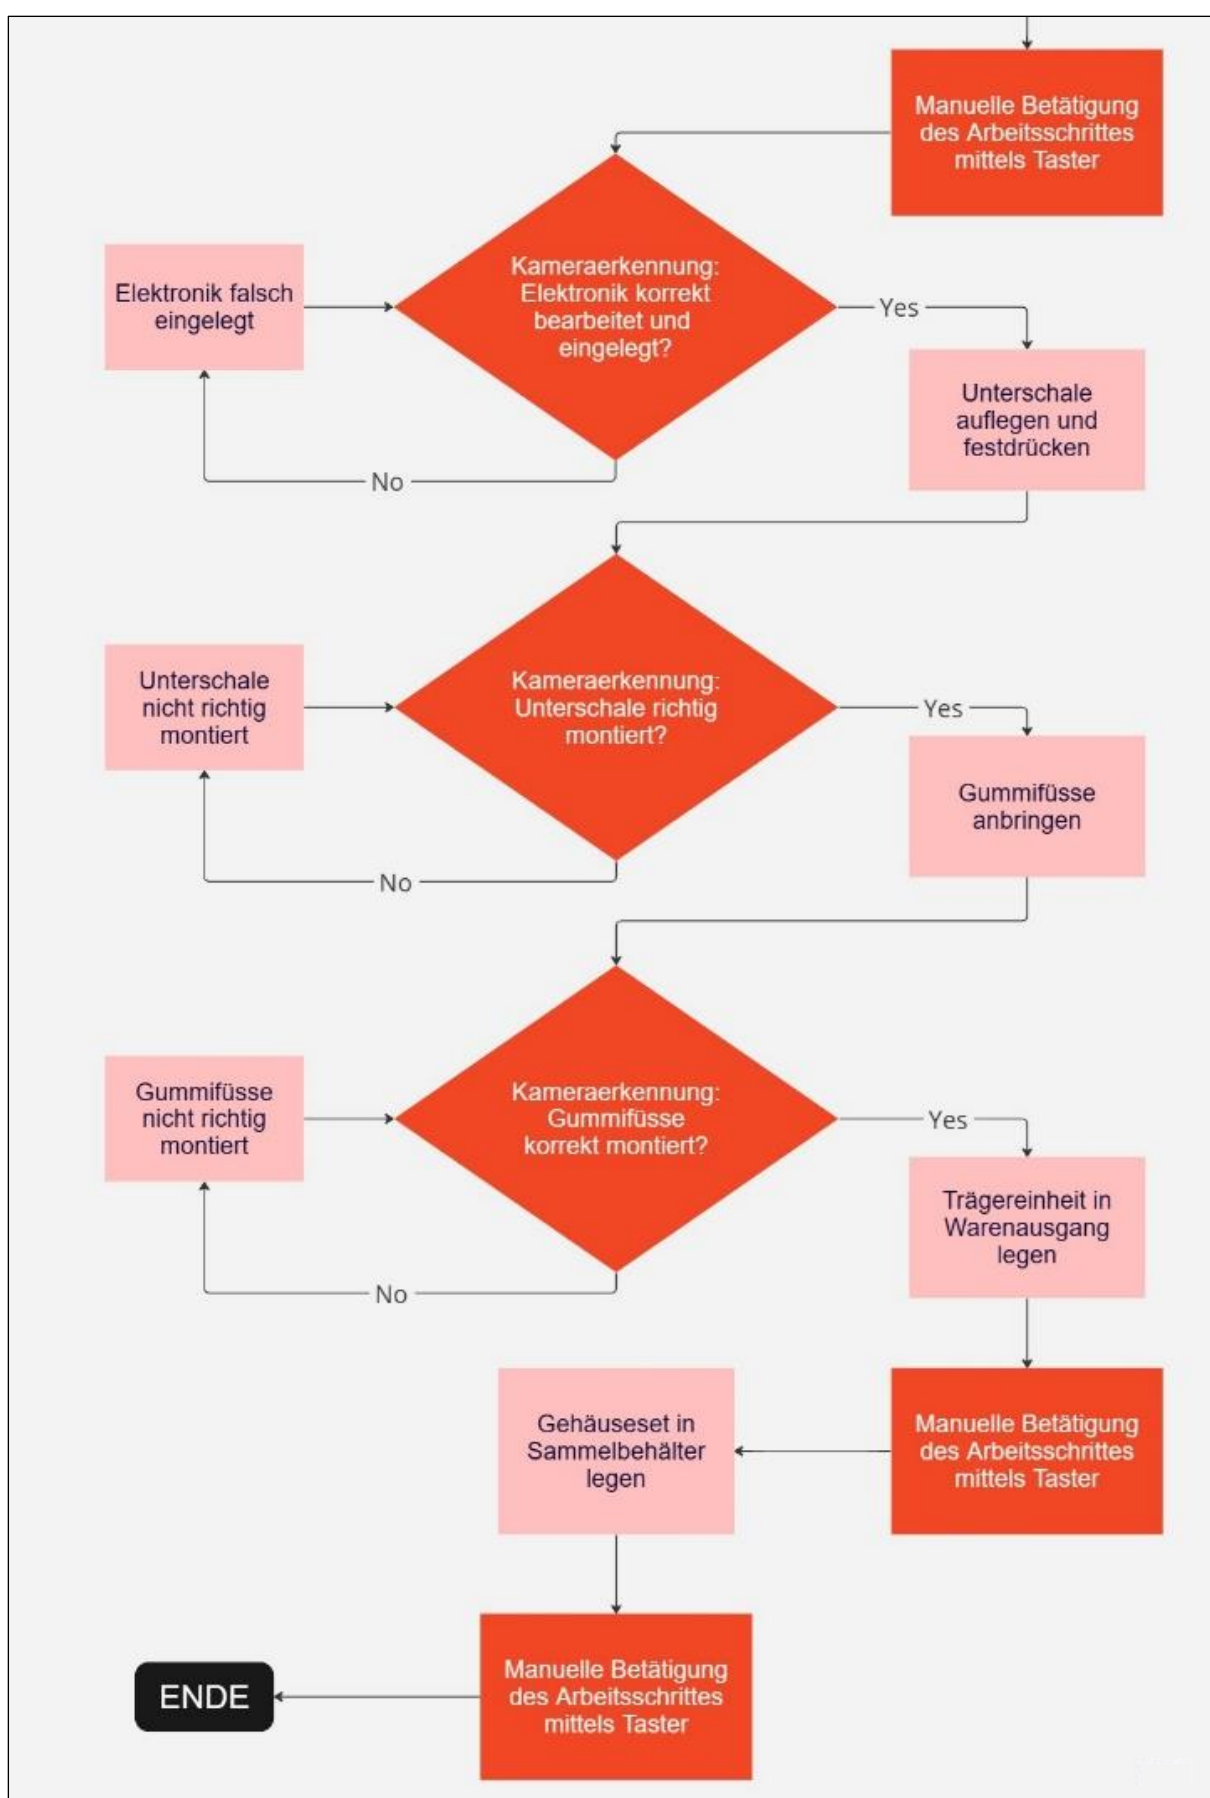 Manuelle Betätigung
des Arbeitsschrittes
mittels Taster
Kameraerkennung:
Elektronik korrekt
bearbeitet und
eingelegt?
Elektronik falsch
eingelegt
Yes
Unterschale
auflegen und
festdrücken
No
Kameraerkennung:
Unterschale richtig
montiert?
Unterschale
nicht richtig
montiert
Yes
Gummifüsse
anbringen
No
Kameraerkennung:
Gummifüsse
korrekt montiert?
Gummifüsse
nicht richtig
montiert
Yes
Trägereinheit in
Warenausgang
legen
No
Manuelle Betätigung
des Arbeitsschrittes
mittels Taster
Gehäuseset in
Sammelbehälter
legen
Manuelle Betätigung
des Arbeitsschrittes
mittels Taster
ENDE